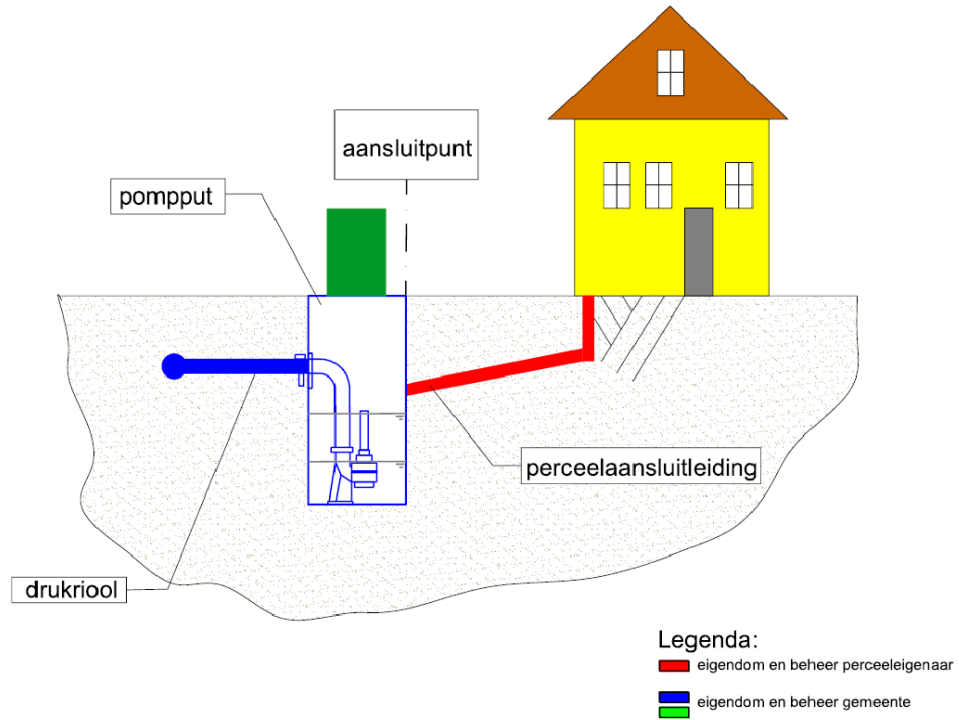 aansluitpunt
pompput
perceelaansluitleiding
drukriool
Legenda:
eigendom en beheer perceeleigenaar
eigendom en beheer gemeente